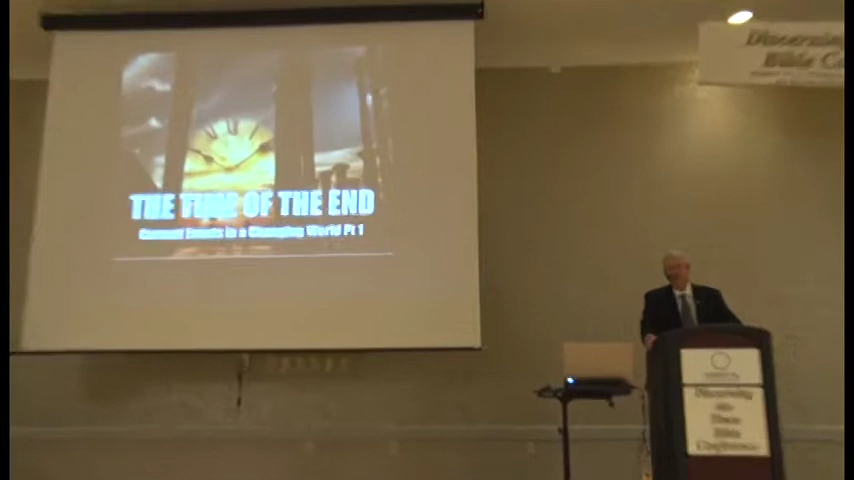 THE TIME OF THE END
Current Events in a Changing World Pt 1
Discerning
Bible Co
Discerning
the
Times
Bible
Conference